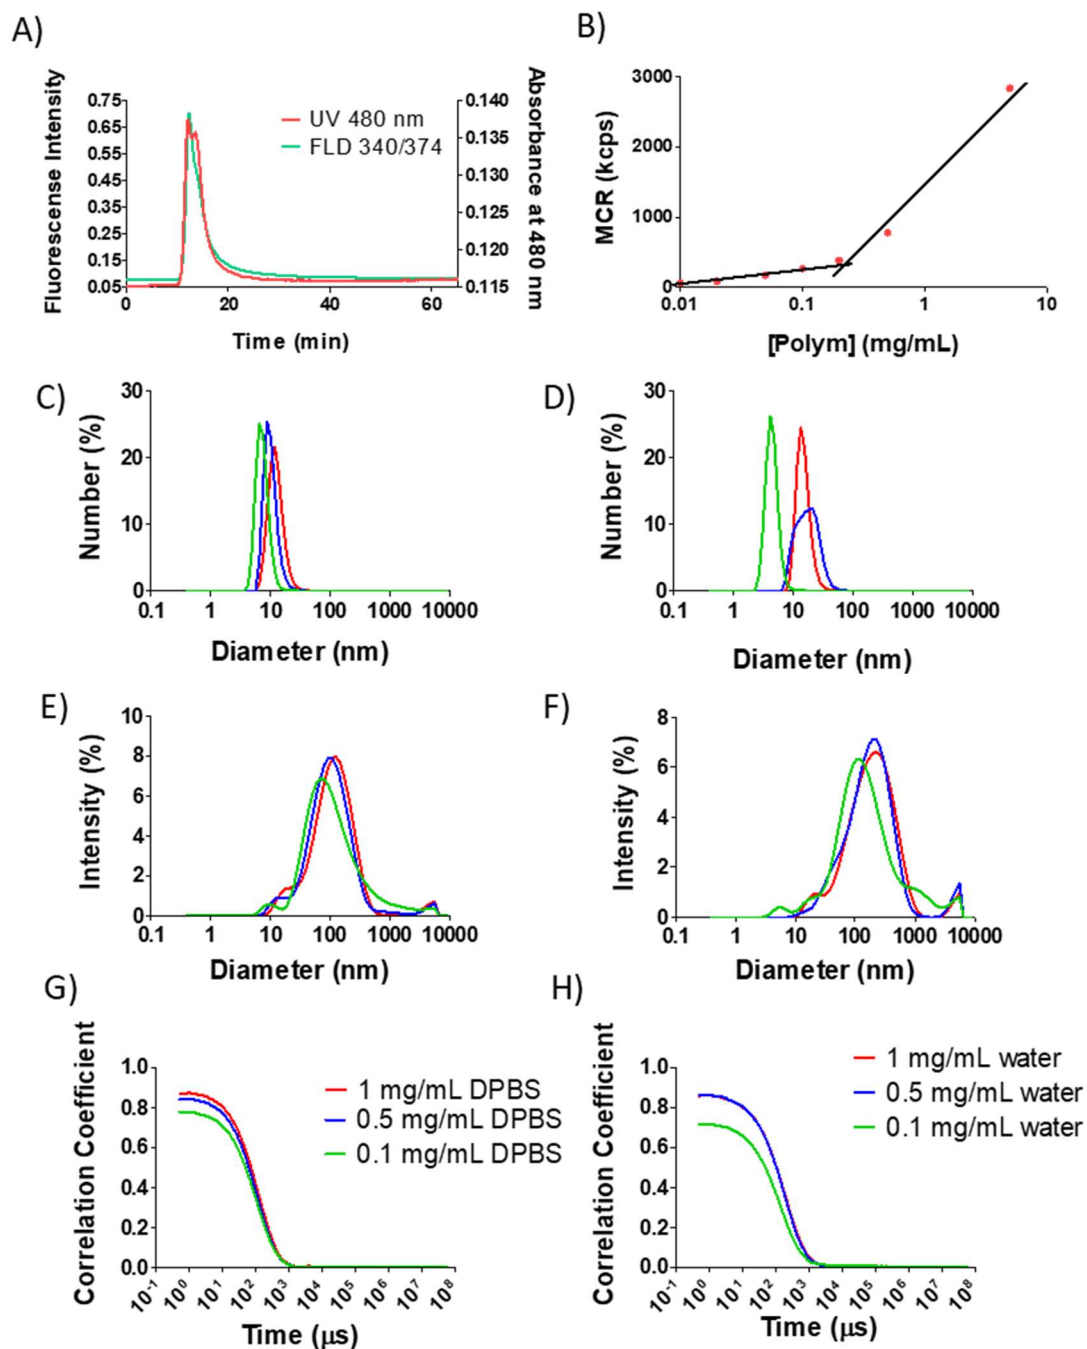 A)
Fluorescense Intensity
0.75
0.65
0.55
0.45
0.35
0.25
0.15
0.05
0
20
40
60
Time (min)
UV 480 nm
FLD 340/374
0.140
0.135
0.130
0.125
0.120
0.115
Absorbance at 480 nm
B)
MCR (kcps)
3000
2000
1000
0
0.01
0.1
1
10
[Polym] (mg/mL)
C)
Number (%)
30
20
10
0
0.1 1 10 100 1000 10000
Diameter (nm)
D)
Number (%)
30
20
10
0
0.1 1 10 100 1000 10000
Diameter (nm)
E)
Intensity (%)
10
8
6
4
2
0
0.1 1 10 100 1000 10000
Diameter (nm)
F)
Intensity (%)
8
6
4
2
0
0.1 1 10 100 1000 10000
Diameter (nm)
G)
Correlation Coefficient
1.0
0.8
0.6
0.4
0.2
0.0
10-1 100 101 102 103 104 105 106 107 108
Time (µs)
1 mg/mL DPBS
0.5 mg/mL DPBS
0.1 mg/mL DPBS
H)
Correlation Coefficient
1.0
0.8
0.6
0.4
0.2
0.0
10-1 100 101 102 103 104 105 106 107 108
Time (µs)
1 mg/mL water
0.5 mg/mL water
0.1 mg/mL water